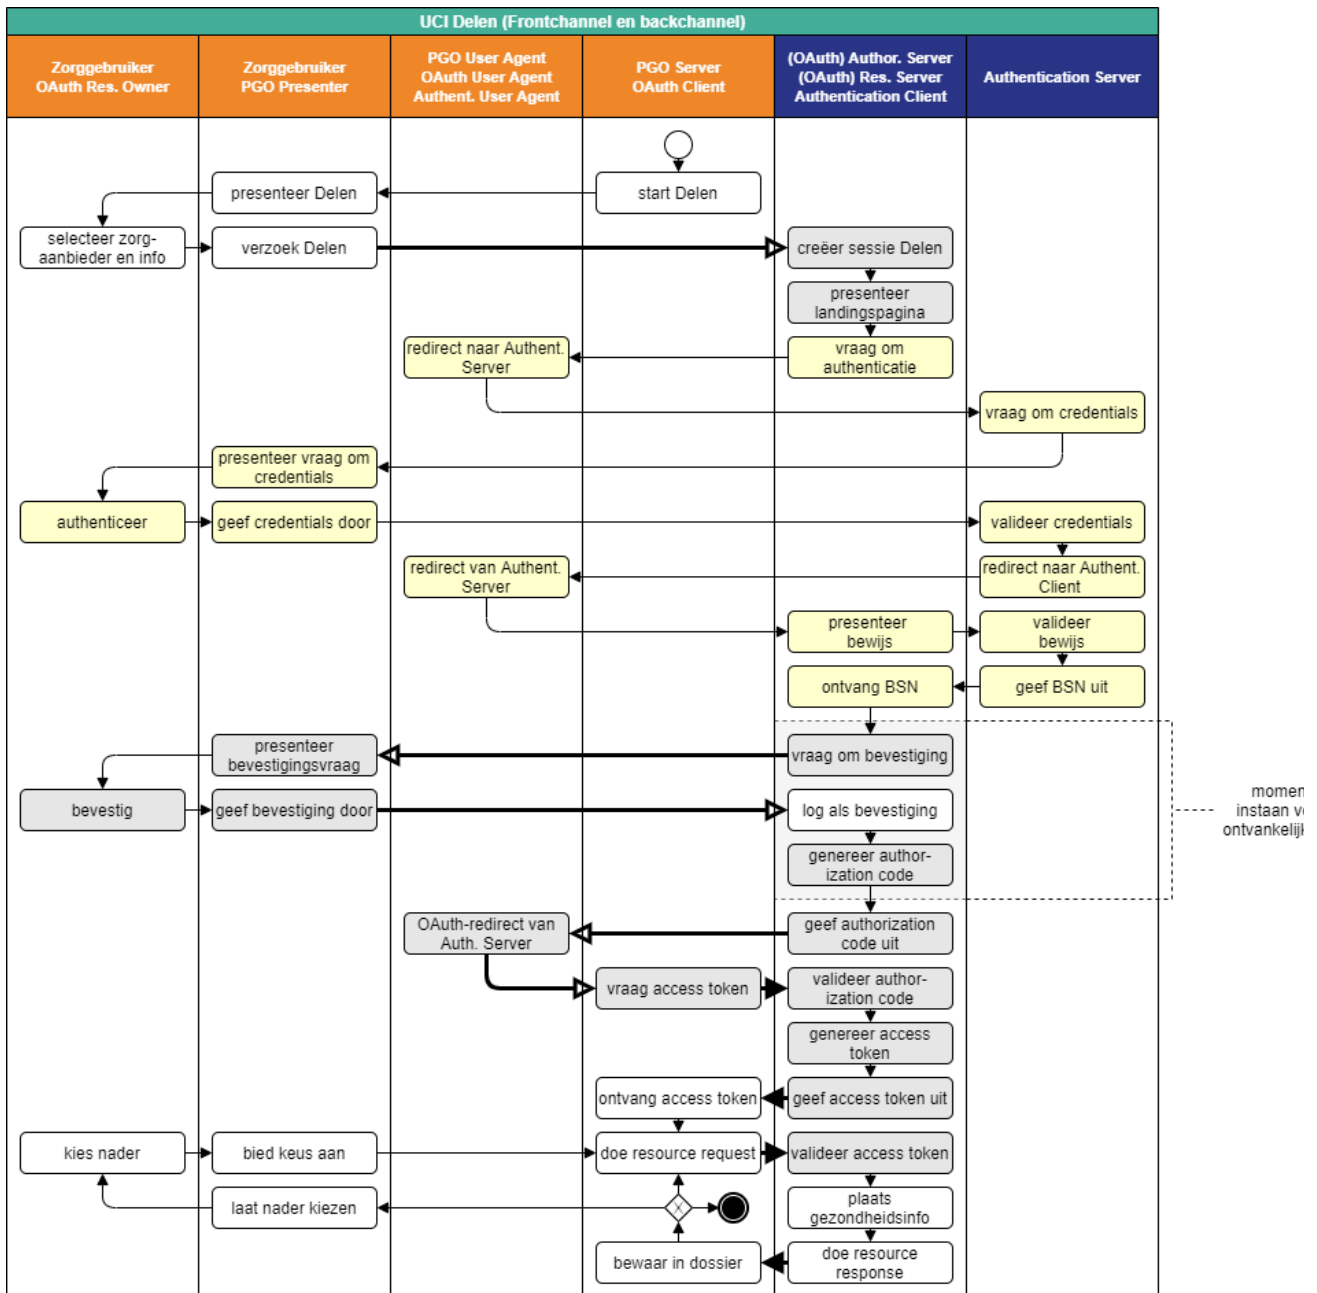 UCI Delen (Frontchannel en backchannel)
Zorggebruiker
OAuth Res. Owner
Zorggebruiker
PGO Presenter
PGO User Agent
OAuth User Agent
Authent. User Agent
PGO Server
OAuth Client
(OAuth) Author. Server
(OAuth) Res. Server
Authentication Client
Authentication Server
presenteer Delen
start Delen
selecteer zorg-
aanbieder en info
verzoek Delen
creëer sessie Delen
presenteer
landingspagina
redirect naar Authent.
Server
vraag om
authenticatie
vraag om credentials
presenteer vraag om
credentials
authenticeer
geef credentials door
valideer credentials
redirect van Authent.
Server
redirect naar Authent.
Client
presenteer
bewijs
valideer
bewijs
ontvang BSN
geef BSN uit
presenteer
bevestigingsvraag
vraag om bevestiging
bevestig
geef bevestiging door
log als bevestiging
momen
instaan v
ontvankelijk
genereer author-
ization code
OAuth-redirect van
Auth. Server
geef authorization
code uit
vraag access token
valideer author-
ization code
genereer access
token
ontvang access token
geef access token uit
kies nader
bied keus aan
doe resource request
valideer access token
laat nader kiezen
X
plaats
gezondheidsinfo
bewaar in dossier
doe resource
response